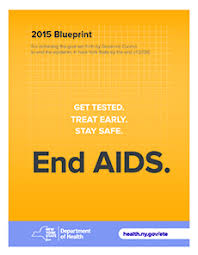 2015 Blueprint
For achieving the goal set forth by Governor Cuomo
to end the epidemic in New York State by the end of 2020
GET TESTED.
TREAT EARLY.
STAY SAFE.
End AIDS.
NEW YORK
STATE
Department
of Health
health.ny.gov/ete